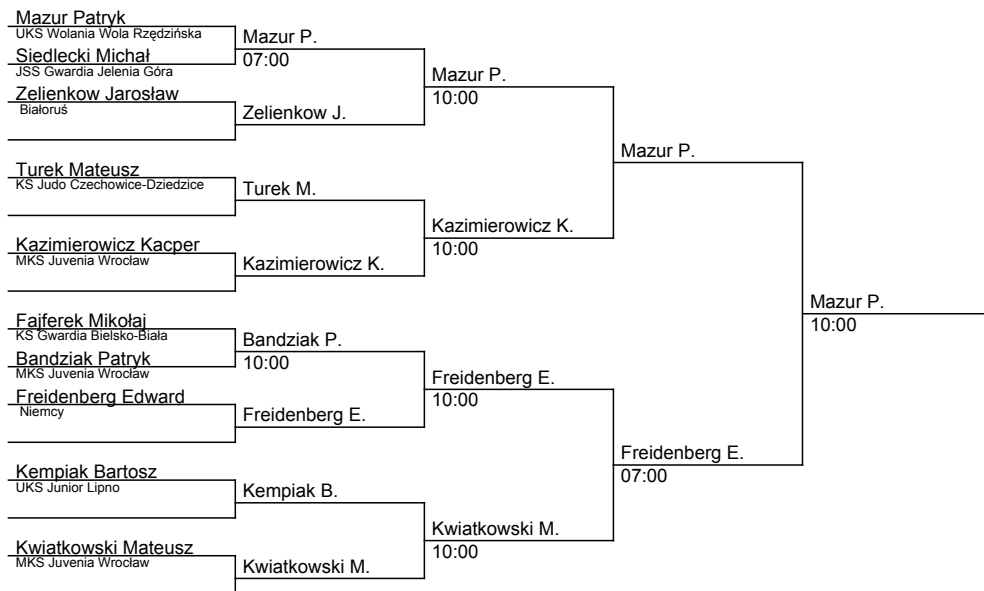 Mazur Patryk
UKS Wolania Wola Rzędzińska
Siedlecki Michał
JSS Gwardia Jelenia Góra
Zelienkow Jarosław
Białoruś
Turek Mateusz
KS Judo Czechowice-Dziedzice
Kazimierowicz Kacper
MKS Juvenia Wrocław
Fajferek Mikołaj
KS Gwardia Bielsko-Biała
Bandziak Patryk
MKS Juvenia Wrocław
Freidenberg Edward
Niemcy
Kempiak Bartosz
UKS Junior Lipno
Kwiatkowski Mateusz
MKS Juvenia Wrocław
Mazur P.
07:00
Zelienkow J.
Turek M.
Kazimierowicz K.
Bandziak P.
10:00
Freidenberg E.
Kempiak B.
Kwiatkowski M.
Mazur P.
10:00
Kazimierowicz K.
10:00
Freidenberg E.
10:00
Kwiatkowski M.
10:00
Mazur P.
Freidenberg E.
07:00
Mazur P.
10:00